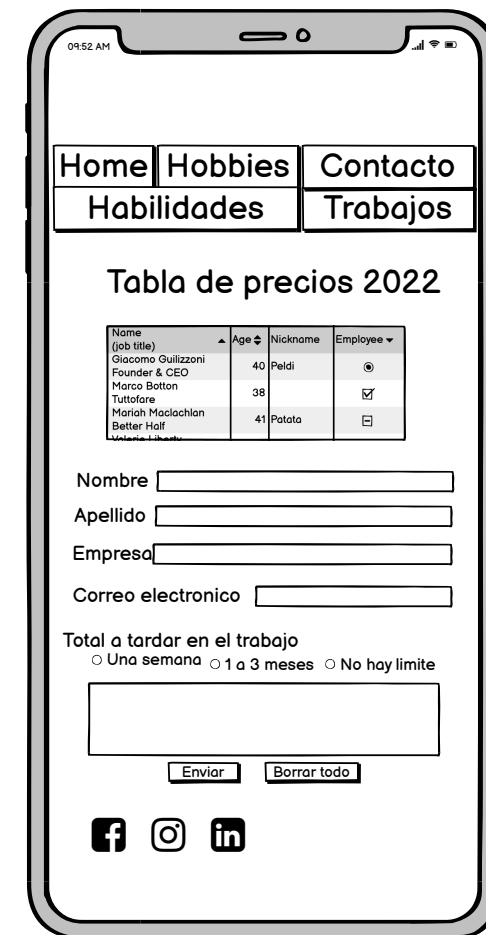 09:52 AM
Home Hobbies Contacto
Habilidades Trabajos
Tabla de precios 2022
Name
(job title) Age Nickname Employee
Giacomo Guilizzoni
Founder & CEO 40 Peldi
Marco Botton
Tuttofare 38
Mariah Maclachlan
Better Half 41 Patata
Valerie Liberty
Nombre
Apellido
Empresa
Correo electronico
Total a tardar en el trabajo
Una semana 1 a 3 meses No hay limite
Enviar Borrar todo